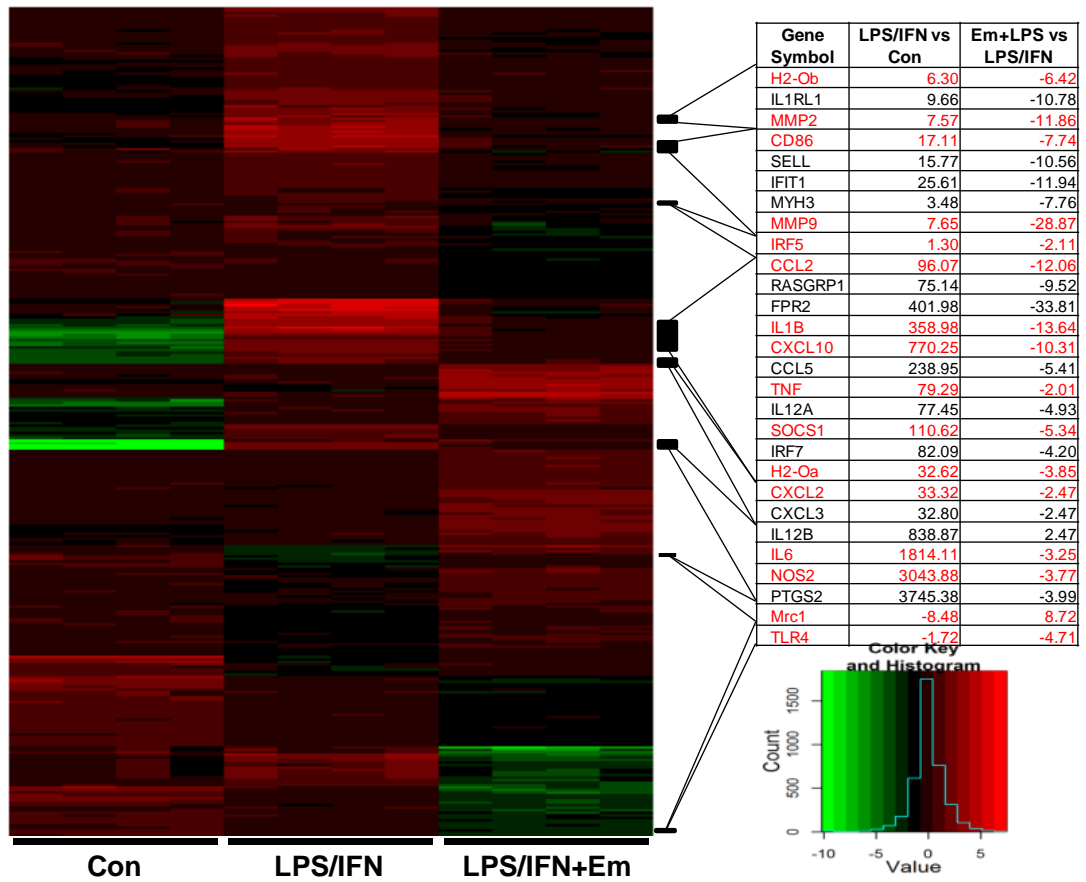 Gene Symbol LPS/IFN vs Con Em+LPS vs LPS/IFN
H2-Ob 6.30 -6.42
IL1RL1 9.66 -10.78
MMP2 7.57 -11.86
CD86 17.11 -7.74
SELL 15.77 -10.56
IFIT1 25.61 -11.94
MYH3 3.48 -7.76
MMP9 7.65 -28.87
IRF5 1.30 -2.11
CCL2 96.07 -12.06
RASGRP1 75.14 -9.52
FPR2 401.98 -33.81
IL1B 358.98 -13.64
CXCL10 770.25 -10.31
CCL5 238.95 -5.41
TNF 79.29 -2.01
IL12A 77.45 -4.93
SOCS1 110.62 -5.34
IRF7 82.09 -4.20
H2-Oa 32.62 -3.85
CXCL2 33.32 -2.47
CXCL3 32.80 -2.47
IL12B 838.87 2.47
IL6 1814.11 -3.25
NOS2 3043.88 -3.77
PTGS2 3745.38 -3.99
Mrc1 -8.48 8.72
TLR4 -1.72 -4.71
Color Key
and Histogram
Count
0 500 1000 1500
-10 -5 0 5
Value
Con LPS/IFN LPS/IFN+Em